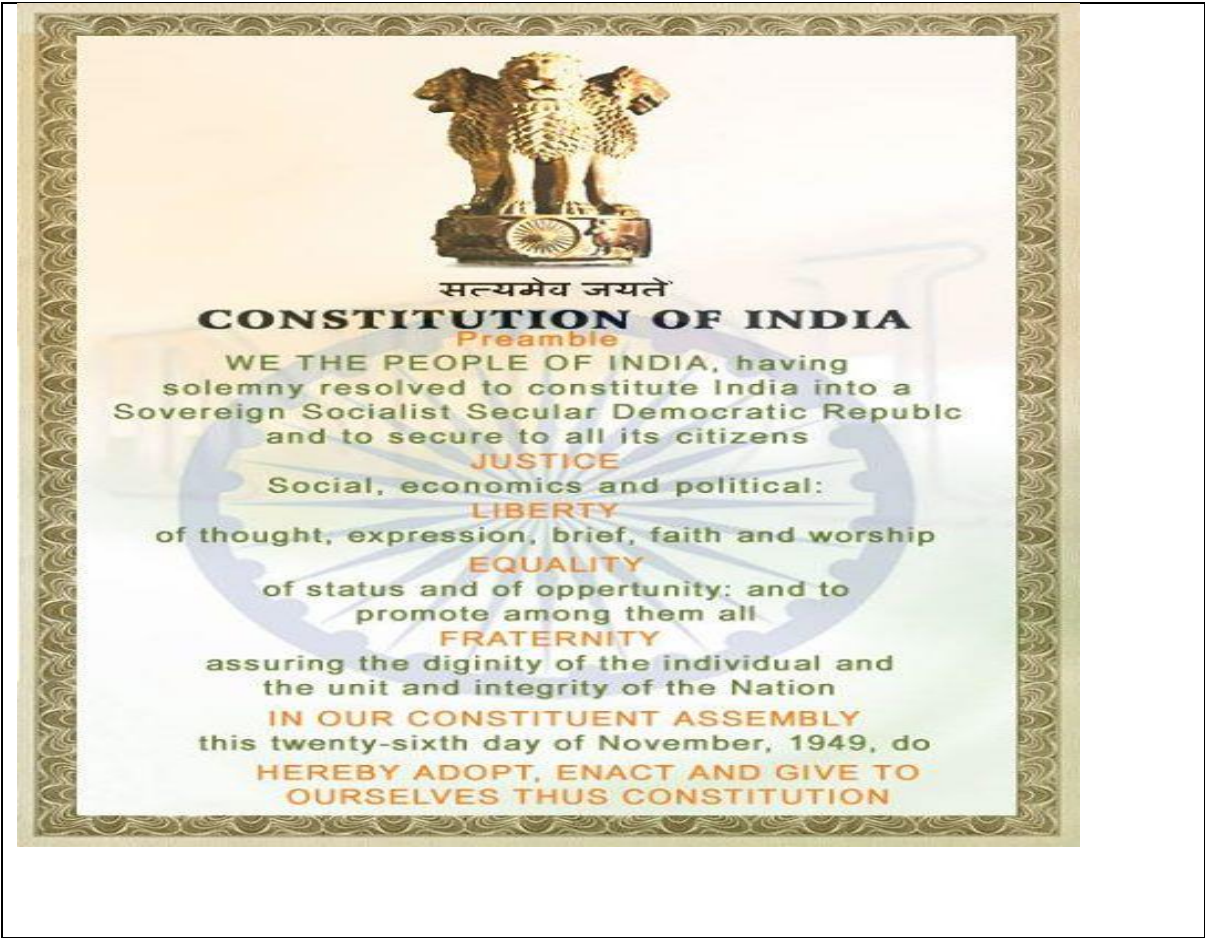 सत्यमेव जयते
CONSTITUTION OF INDIA
Preamble
WE THE PEOPLE OF INDIA, having
solemny resolved to constitute India into a
Sovereign Socialist Secular Democratic Republc
and to secure to all its citizens
JUSTICE
Social, economics and political:
LIBERTY
of thought, expression, brief, faith and worship
EQUALITY
of status and of opportunity: and to
promote among them all
FRATERNITY
assuring the diginity of the individual and
the unit and integrity of the Nation
IN OUR CONSTITUENT ASSEMBLY
this twenty-sixth day of November, 1949, do
HEREBY ADOPT, ENACT AND GIVE TO
OURSELVES THUS CONSTITUTION